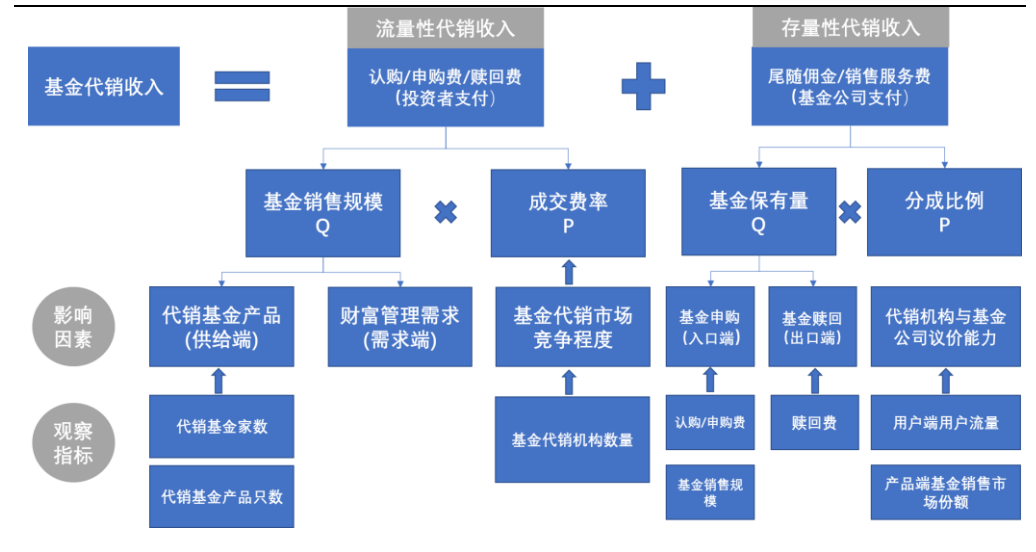 流量性代销收入
存量性代销收入
基金代销收入
认购/申购费/赎回费
(投资者支付)
尾随佣金/销售服务费
(基金公司支付)
基金销售规模
Q
成交费率
P
基金保有量
Q
分成比例
P
影响
因素
代销基金产品
(供给端)
财富管理需求
(需求端)
基金代销市场
竞争程度
基金申购
(入口端)
基金赎回
(出口端)
代销机构与基金
公司议价能力
观察
指标
代销基金家数
代销基金产品只数
基金代销机构数量
认购/申购费
基金销售规
模
赎回费
用户端用户流量
产品端基金销售市
场份额